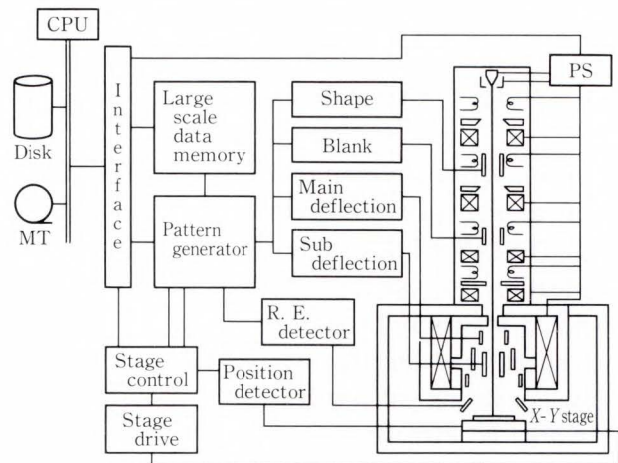 CPU
Disk
MT
Interface
Large
scale
data
memory
Pattern
generator
Shape
Blank
Main
deflection
Sub
deflection
R. E.
detector
Stage
control
Position
detector
Stage
drive
PS
X-Y stage